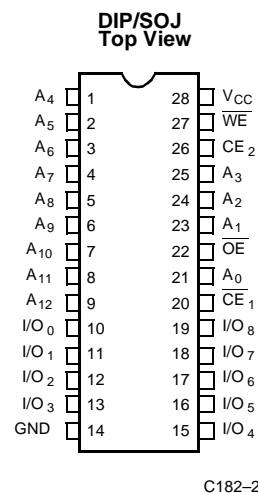 DIP/SOJ
Top View
A4 1 28 VCC
A5 2 27 WE
A6 3 26 CE2
A7 4 25 A3
A8 5 24 A2
A9 6 23 A1
A10 7 22 OE
A11 8 21 A0
A12 9 20 CE1
I/O0 10 19 I/O8
I/O1 11 18 I/O7
I/O2 12 17 I/O6
I/O3 13 16 I/O5
GND 14 15 I/O4
C182–2